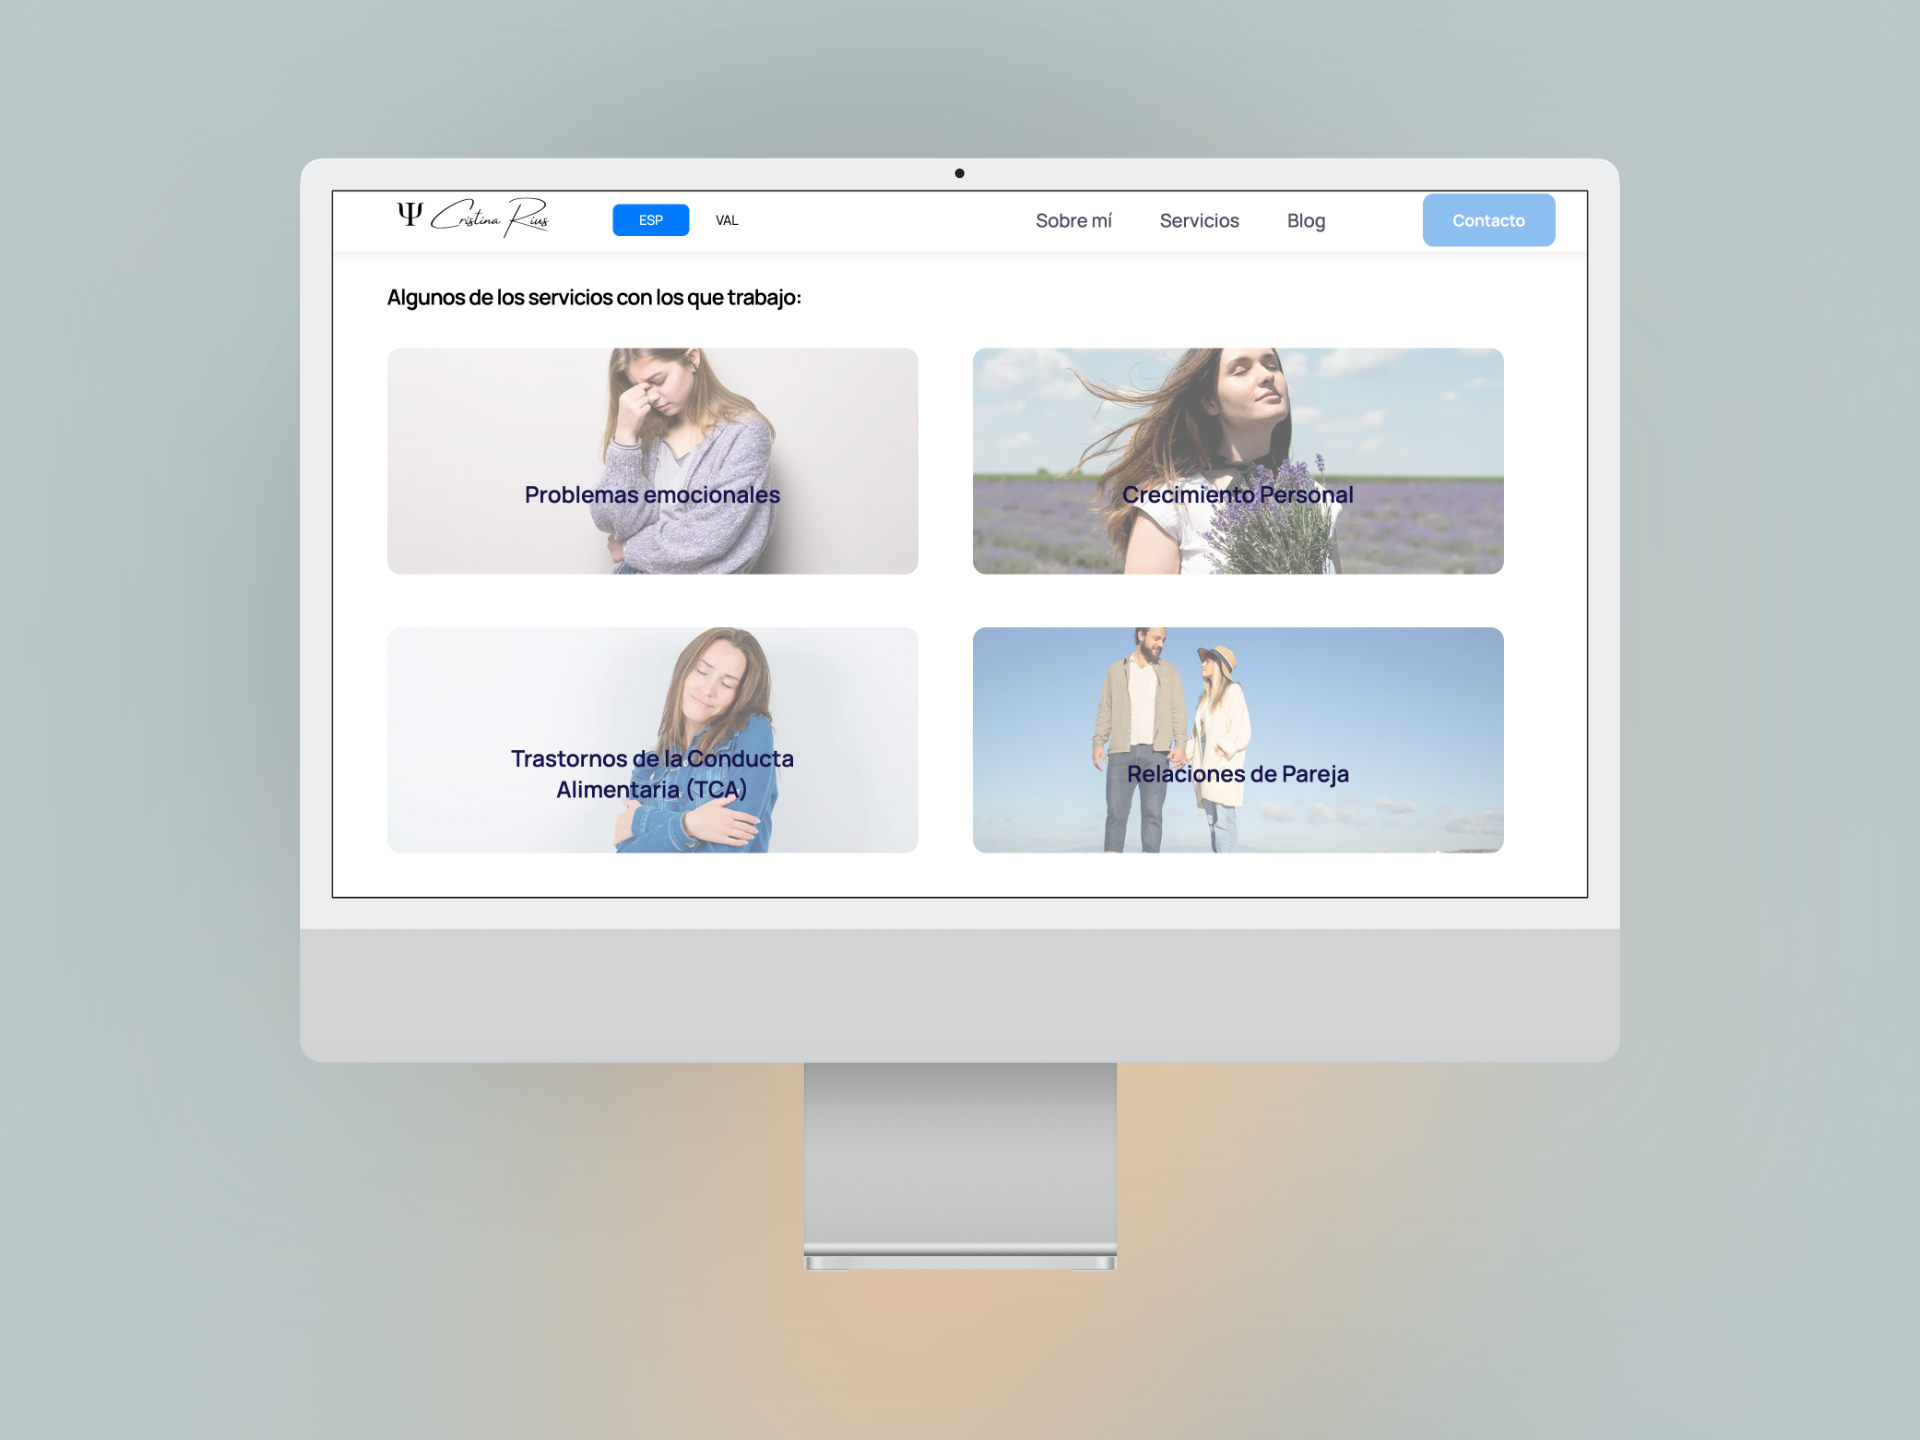 Ψ Cristina Rius
ESP
VAL
Sobre mí
Servicios
Blog
Contacto
Algunos de los servicios con los que trabajo:
Problemas emocionales
Crecimiento Personal
Trastornos de la Conducta
Alimentaria (TCA)
Relaciones de Pareja